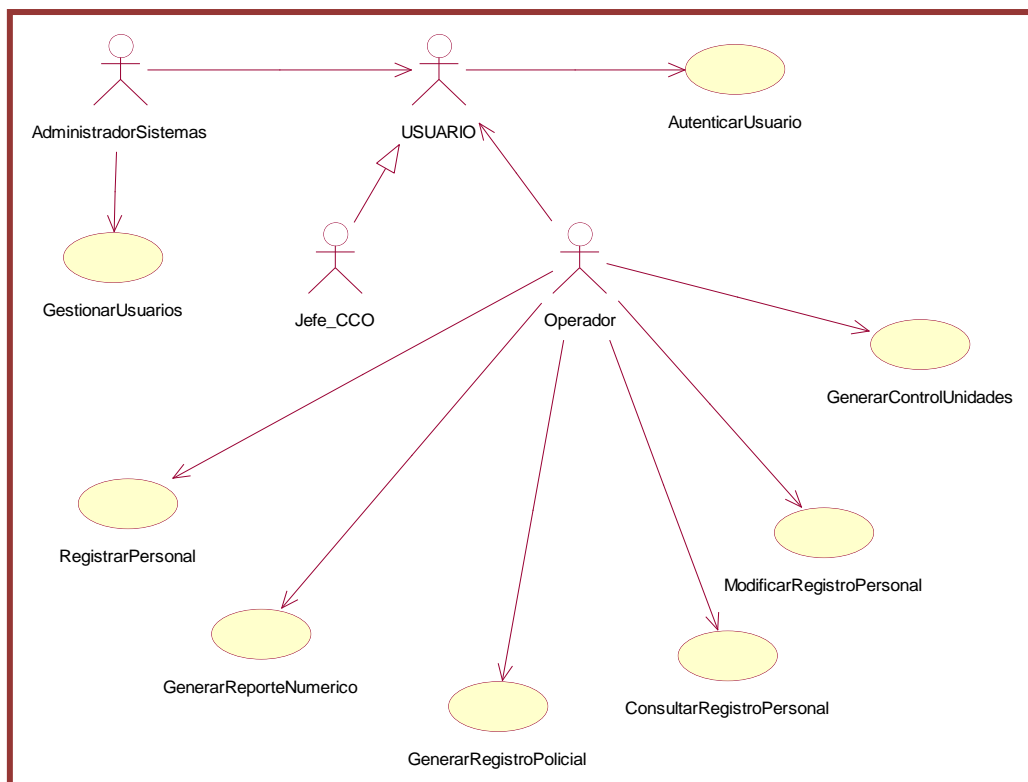 AdministradorSistemas
USUARIO
AutenticarUsuario
GestionarUsuarios
Jefe_CCO
Operador
GenerarControlUnidades
RegistrarPersonal
ModificarRegistroPersonal
GenerarReporteNumerico
ConsultarRegistroPersonal
GenerarRegistroPolicial